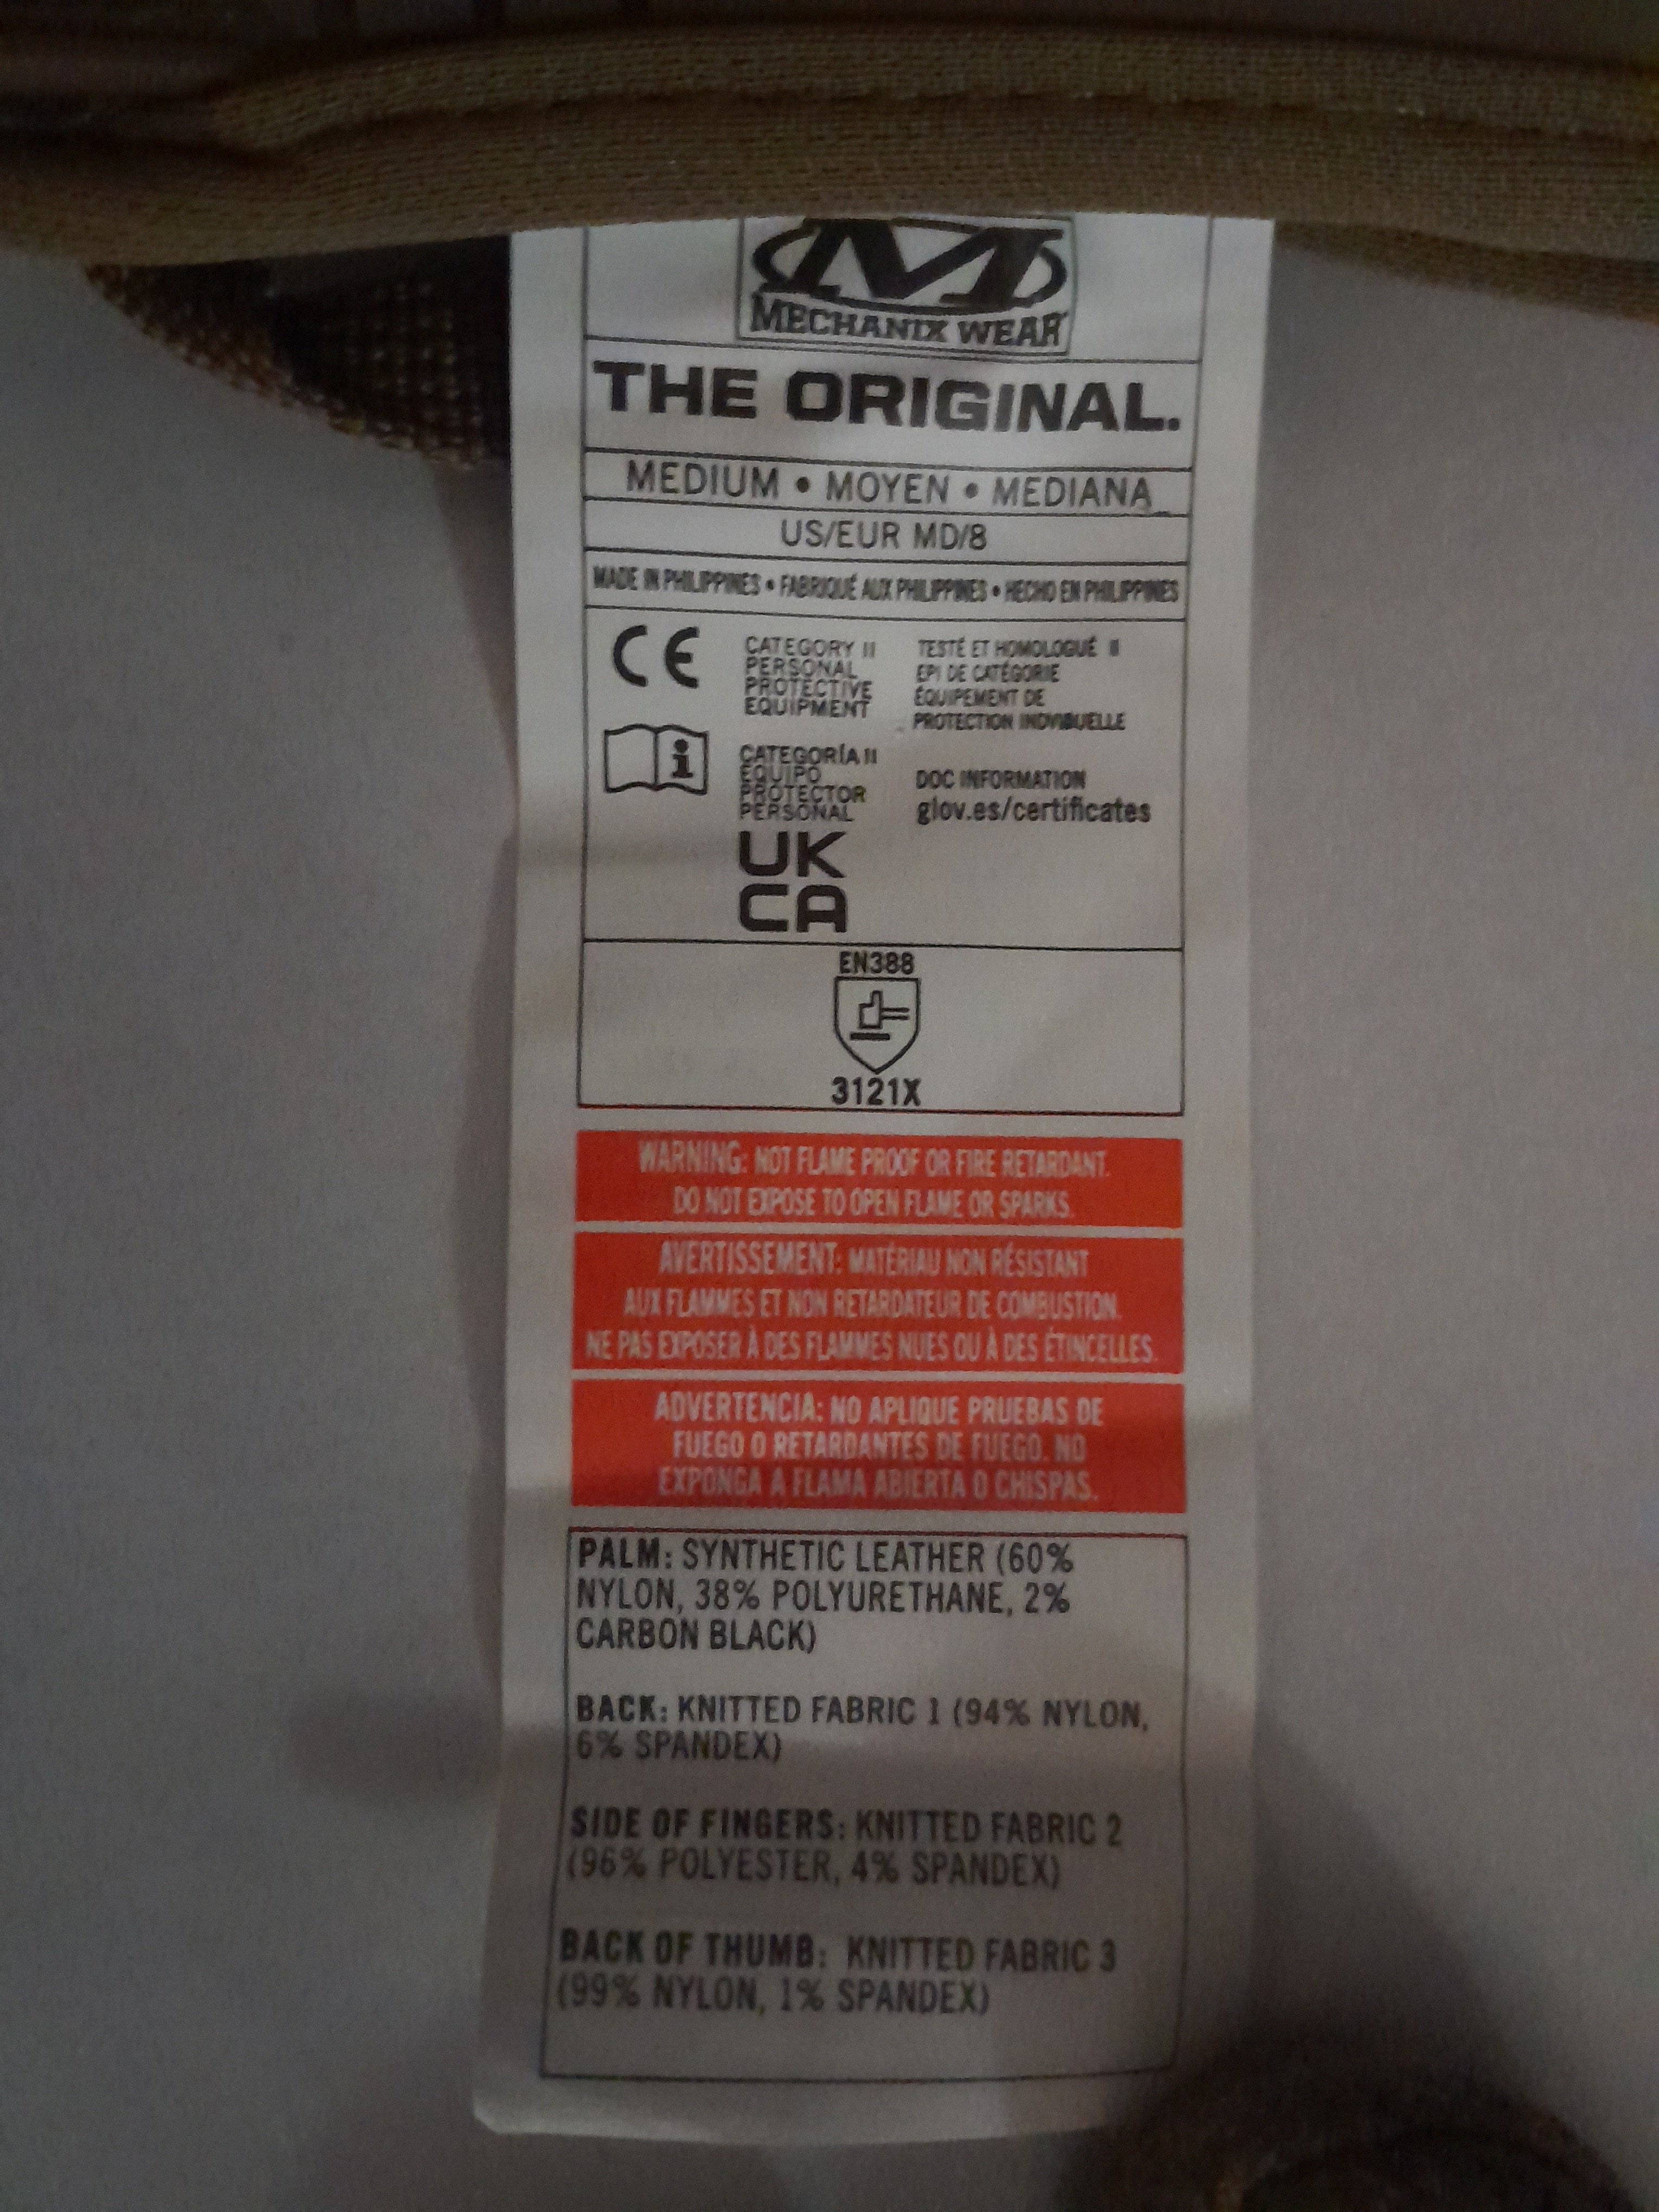 M
MECHANIX WEAR
THE ORIGINAL.
MEDIUM • MOYEN • MEDIANA
US/EUR MD/8
MADE IN PHILIPPINES • FABRIQUÉ AUX PHILIPPINES • HECHO EN PHILIPPINES
CE
CATEGORY II
PERSONAL
PROTECTIVE
EQUIPMENT
TESTÉ ET HOMOLOGUÉ II
EPI DE CATÉGORIE
ÉQUIPEMENT DE
PROTECTION INDVIDUELLE
i
CATEGORÍA II
EQUIPO
PROTECTOR
PERSONAL
DOC INFORMATION
glov.es/certificates
UK
CA
EN388
3121X
WARNING: NOT FLAME PROOF OR FIRE RETARDANT.
DO NOT EXPOSE TO OPEN FLAME OR SPARKS.
AVERTISSEMENT: MATÉRIAU NON RÉSISTANT
AUX FLAMMES ET NON RETARDATEUR DE COMBUSTION.
NE PAS EXPOSER À DES FLAMMES NUES OU À DES ÉTINCELLES.
ADVERTENCIA: NO APLIQUE PRUEBAS DE
FUEGO O RETARDANTES DE FUEGO. NO
EXPONGA A FLAMA ABIERTA O CHISPAS.
PALM: SYNTHETIC LEATHER (60%
NYLON, 38% POLYURETHANE, 2%
CARBON BLACK)
BACK: KNITTED FABRIC 1 (94% NYLON,
6% SPANDEX)
SIDE OF FINGERS: KNITTED FABRIC 2
(96% POLYESTER, 4% SPANDEX)
BACK OF THUMB: KNITTED FABRIC 3
(99% NYLON, 1% SPANDEX)